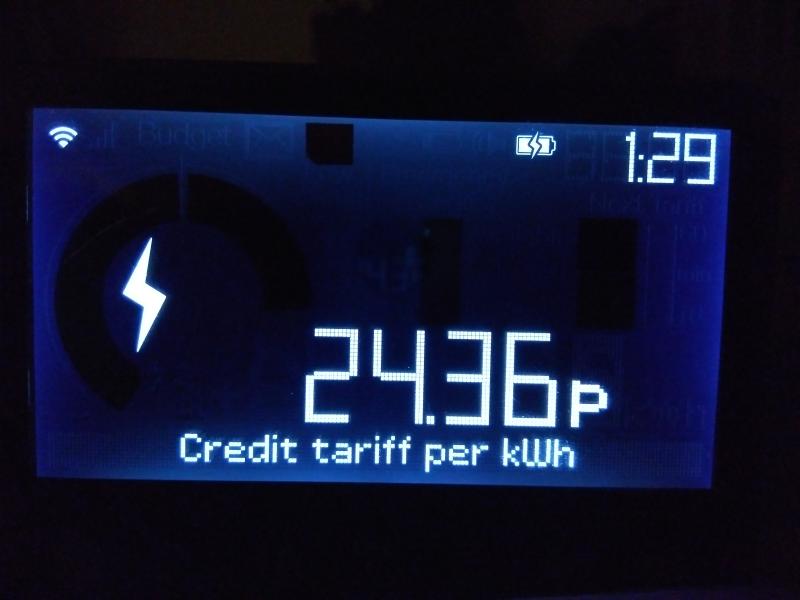 Budget
1:29
24.36p
Credit tariff per kWh